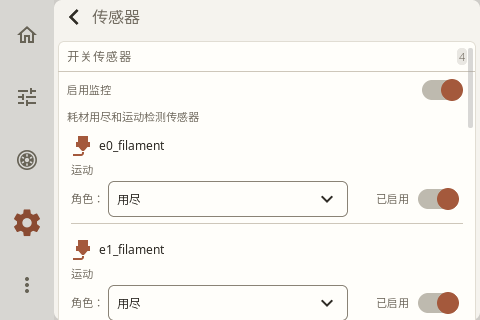 传感器
开关传感器 4
启用监控
耗材用尽和运动检测传感器
e0_filament
运动
角色： 用尽 已启用
e1_filament
运动
角色： 用尽 已启用